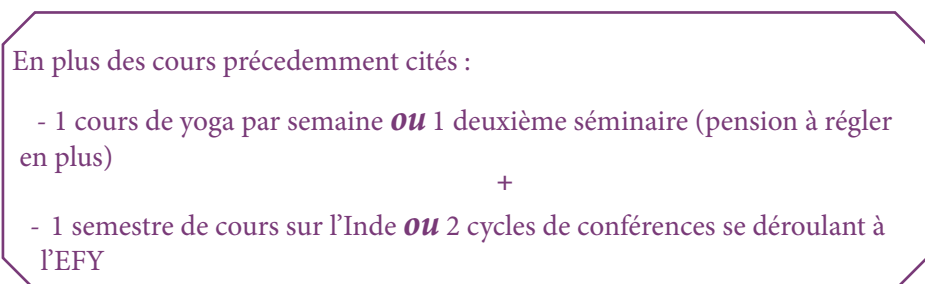 En plus des cours précedemment cités :
- 1 cours de yoga par semaine ou 1 deuxième séminaire (pension à régler
en plus)
+
- 1 semestre de cours sur l'Inde ou 2 cycles de conférences se déroulant à
l'EFY